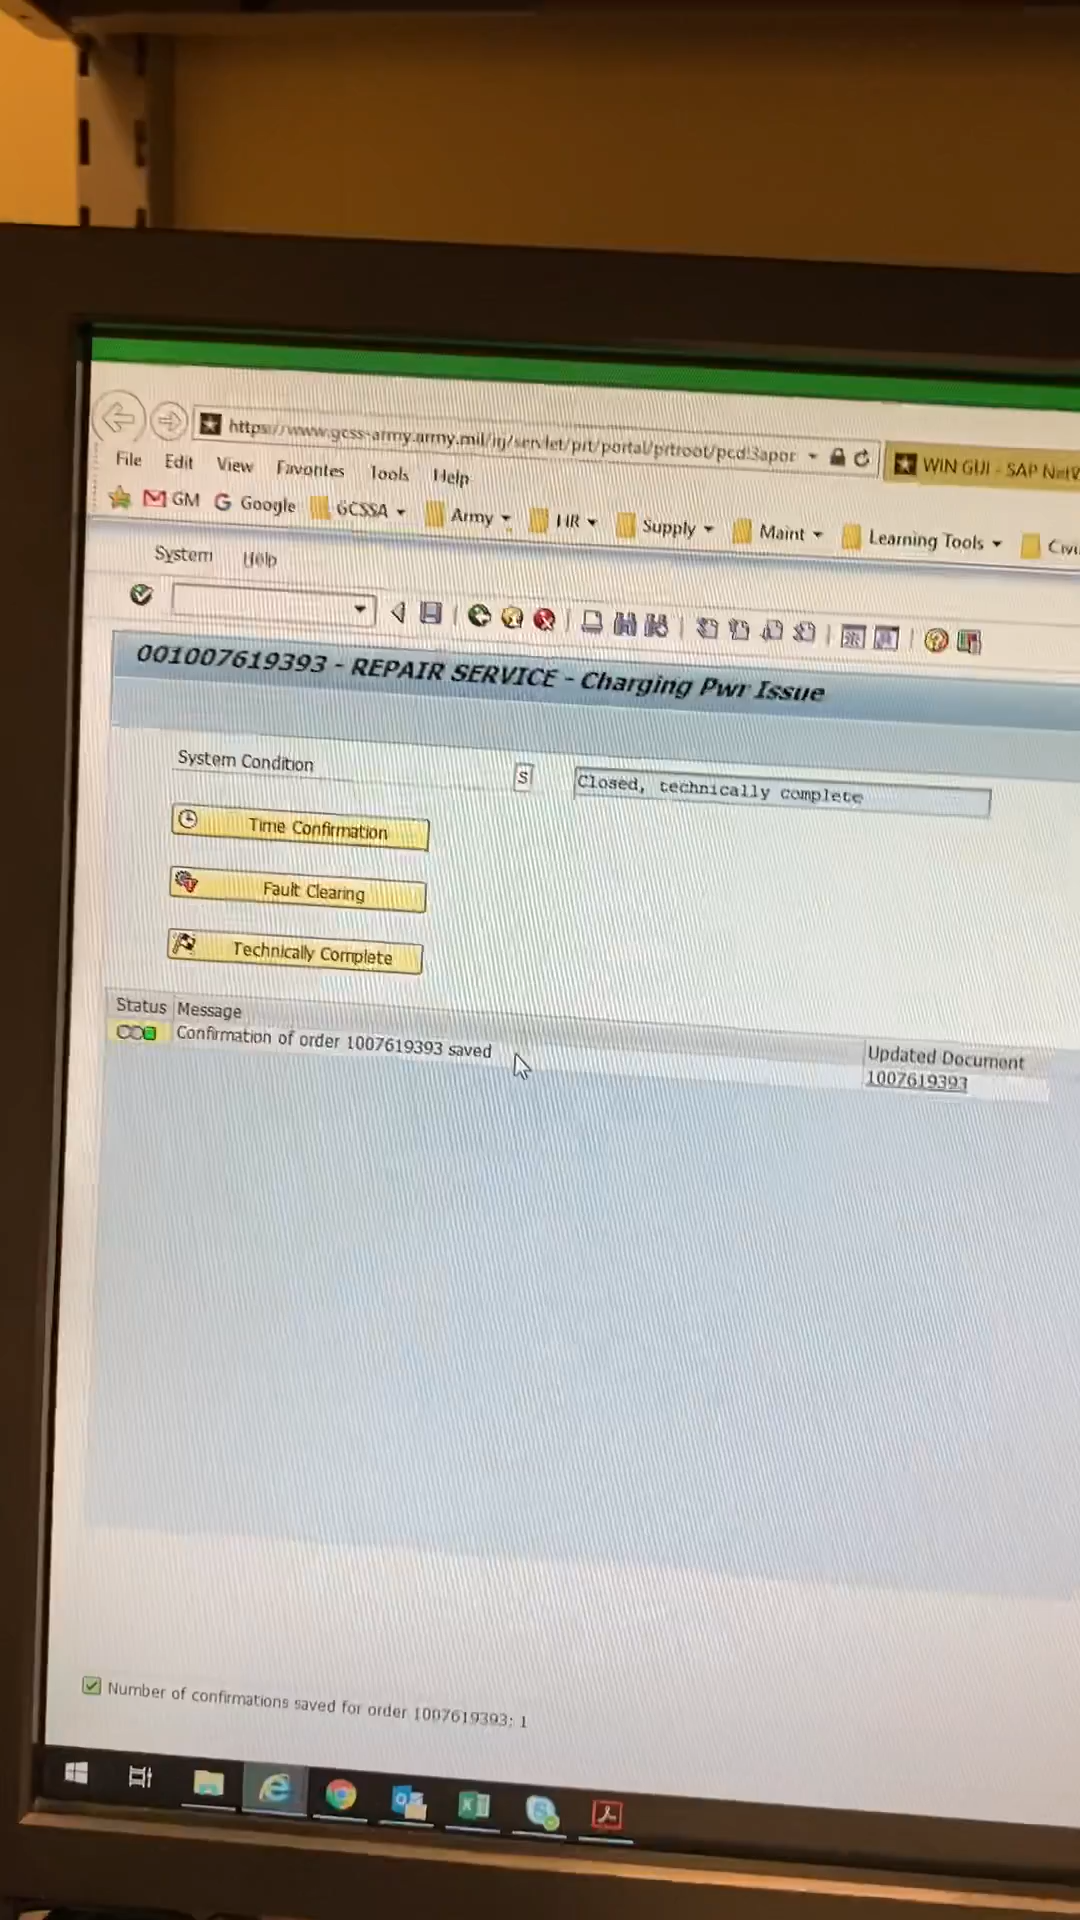 https://www.gcss-army.army.mil/irj/servlet/prt/portal/prtroot/pcd!3apor
WIN GUI - SAP NetW
File Edit View Favorites Tools Help
GM Google GCSSA Army HR Supply Maint Learning Tools
System Help
001007619393 - REPAIR SERVICE - Charging Pwr Issue
System Condition S Closed, technically complete
Time Confirmation
Fault Clearing
Technically Complete
Status Message Updated Document
Confirmation of order 1007619393 saved 1007619393
Number of confirmations saved for order 1007619393: 1